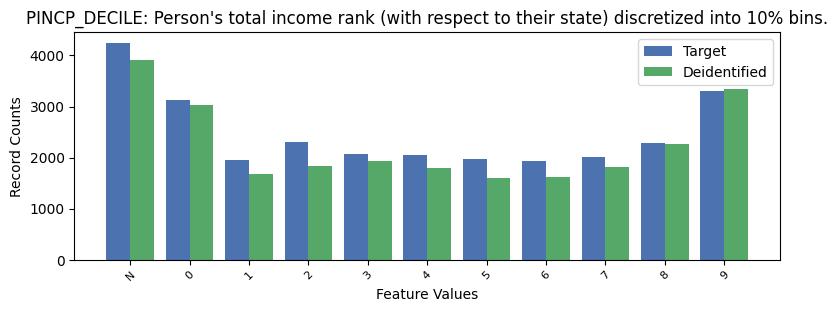 PINCP_DECILE: Person's total income rank (with respect to their state) discretized into 10% bins.
Target
Deidentified
4000
3000
2000
1000
0
Record Counts
N 0 1 2 3 4 5 6 7 8 9
Feature Values